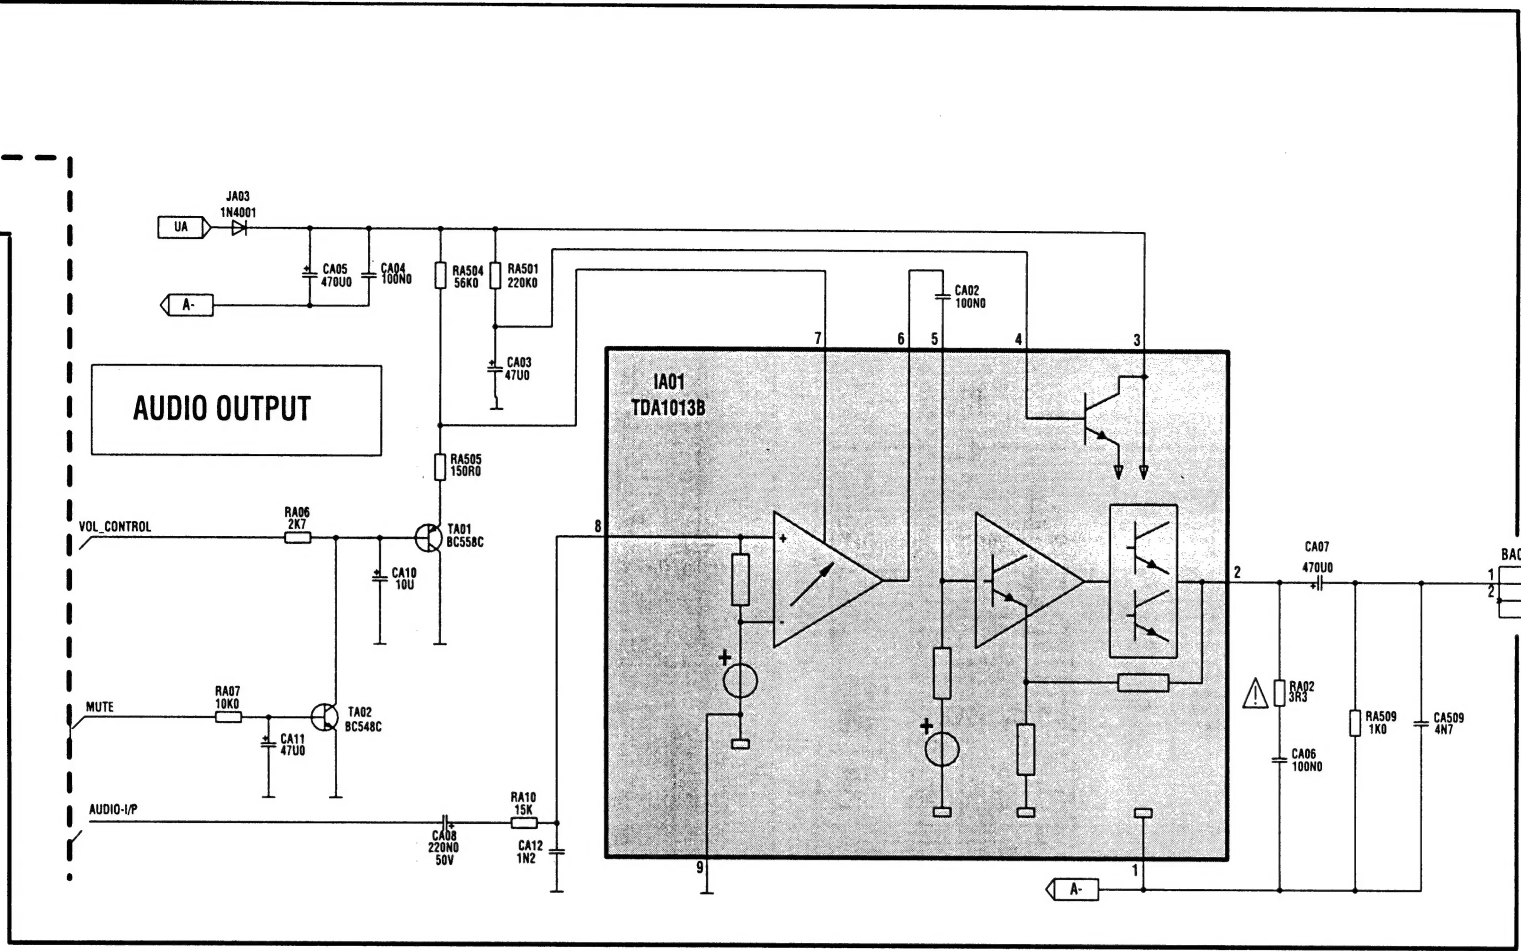 JA03
1N4001
UA
A-
CA05
470U0
CA04
100N0
RA504
56K0
RA501
220K0
CA02
100N0
CA03
47U0
7
6
5
4
3
IA01
TDA1013B
AUDIO OUTPUT
RA505
150R0
VOL_CONTROL
RA06
2K7
TA01
BC558C
8
+
-
+
+
CA10
10U
2
CA07
470U0
+
BA0
1
2
MUTE
RA07
10K0
TA02
BC548C
CA11
47U0
RA02
3R3
RA509
1K0
CA509
4N7
CA06
100N0
AUDIO-I/P
CA08
220N0
50V
RA10
15K
CA12
1N2
9
1
A-